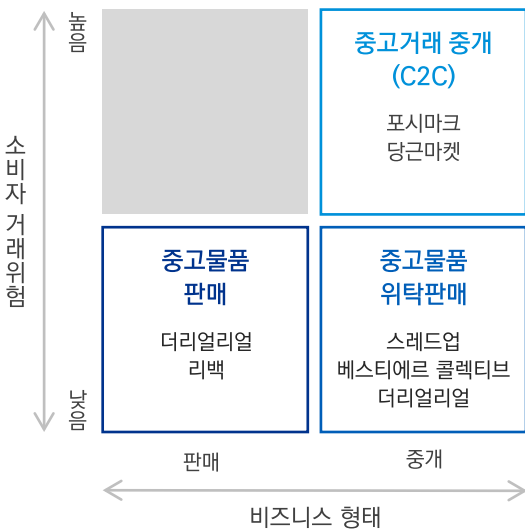 높음
소비자 거래위험
낮음
중고거래 중개
(C2C)
포시마크
당근마켓
중고물품
판매
더리얼리얼
리백
중고물품
위탁판매
스레드업
베스티에르 콜렉티브
더리얼리얼
판매
중개
비즈니스 형태